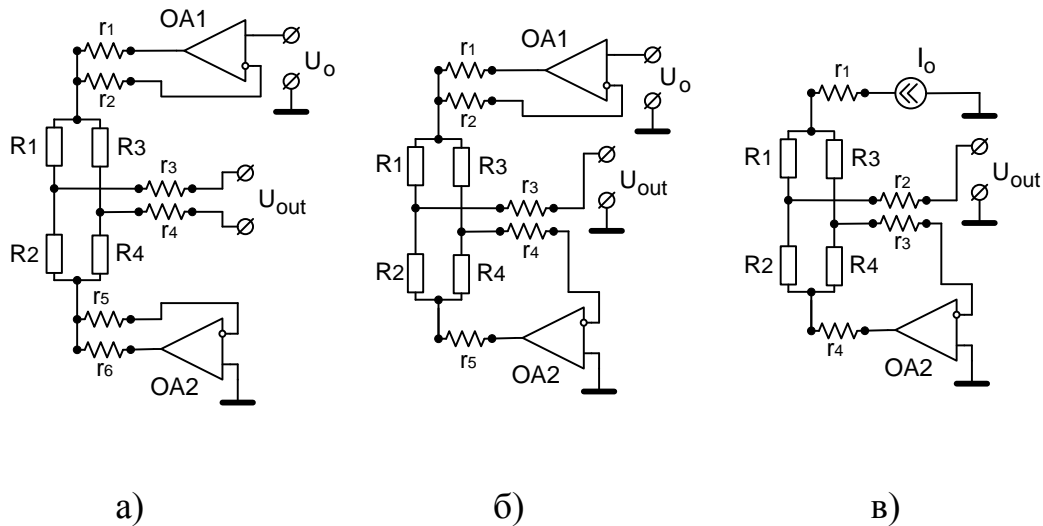 r1
OA1
Uo
r2
R1
R3
r3
Uout
r4
R2
R4
r5
r6
OA2
а)
r1
OA1
Uo
r2
R1
R3
r3
Uout
r4
R2
R4
r5
OA2
б)
Io
r1
R1
R3
r2
Uout
r3
R2
R4
r4
OA2
в)